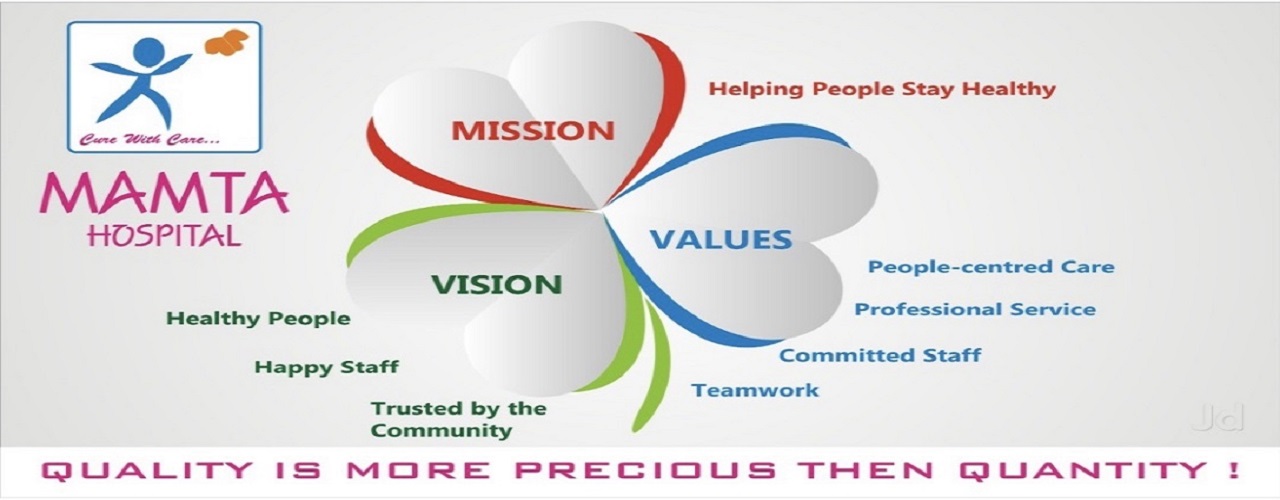 Cure With Care...
MAMTA
HOSPITAL
MISSION
Helping People Stay Healthy
VALUES
People-centred Care
Professional Service
Committed Staff
Teamwork
VISION
Healthy People
Happy Staff
Trusted by the
Community
Jd
QUALITY IS MORE PRECIOUS THEN QUANTITY !